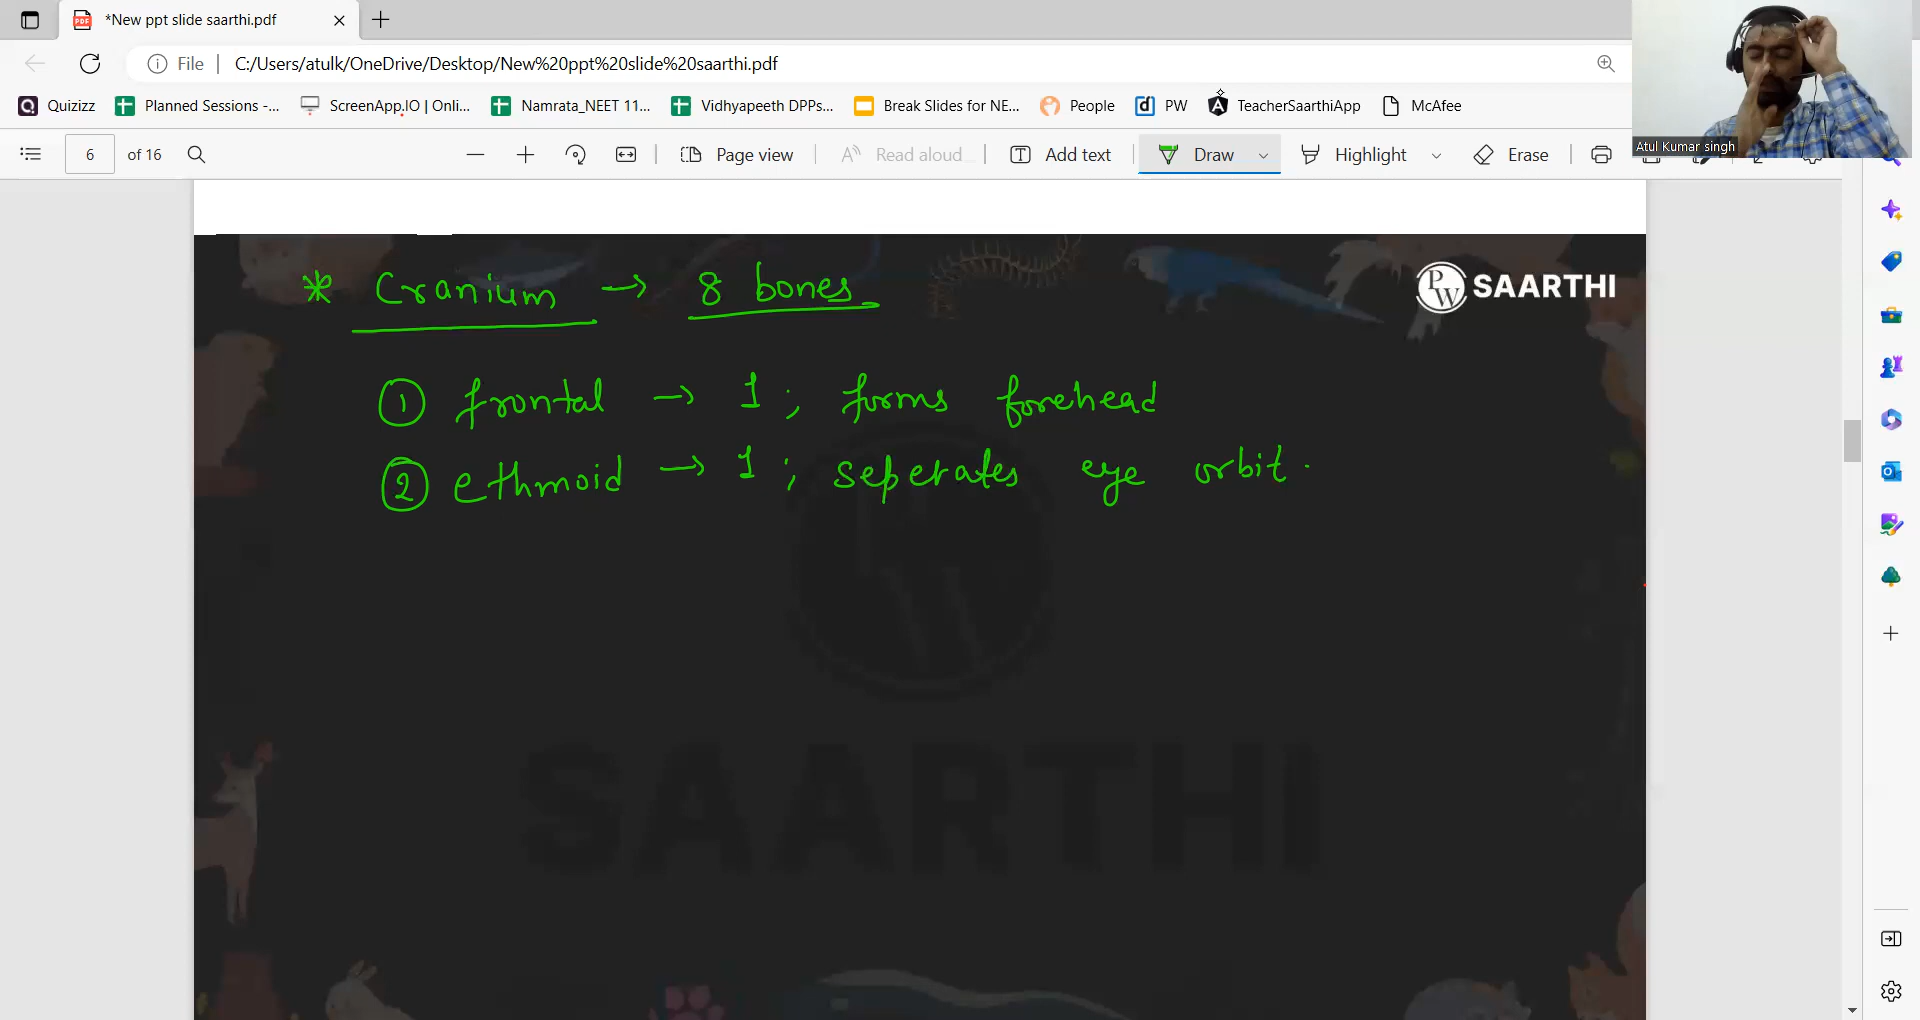 *New ppt slide saarthi.pdf
File
C:/Users/atulk/OneDrive/Desktop/New%20ppt%20slide%20saarthi.pdf
Quizizz Planned Sessions -... ScreenApp.IO | Onli... Namrata_NEET 11... Vidhyapeeth DPPs... Break Slides for NE... People PW TeacherSaarthiApp McAfee
6 of 16 Page view Read aloud Add text Draw Highlight Erase
Atul Kumar singh
* Cranium → 8 bones
PW SAARTHI
① frontal → 1 ; forms forehead
② ethmoid → 1 ; seperates eye orbit .
SAARTHI